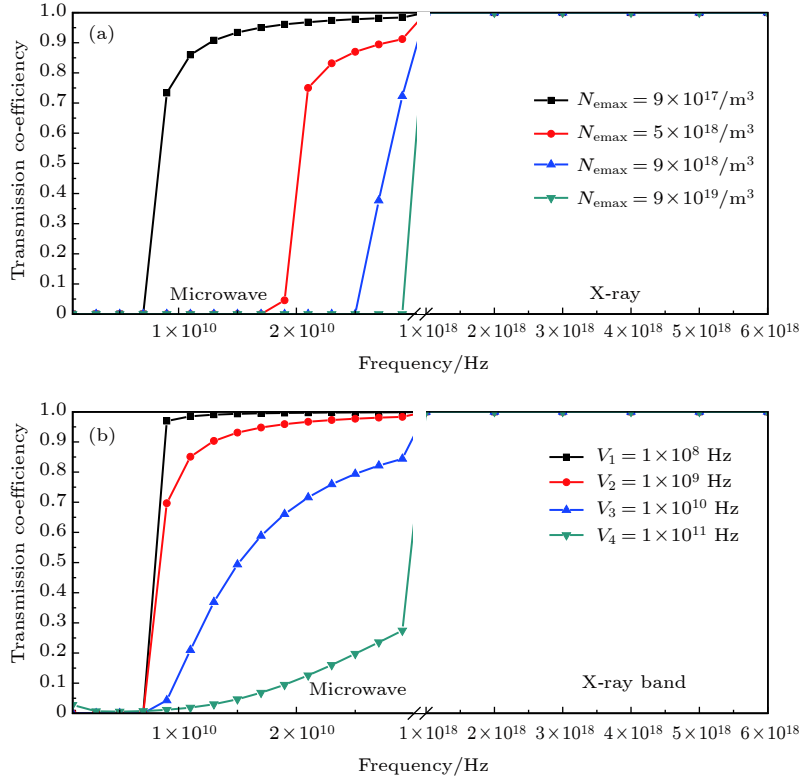 (a)
Transmission co-efficiency
1.0
0.9
0.8
0.7
0.6
0.5
0.4
0.3
0.2
0.1
0
N_emax = 9×10^17/m^3
N_emax = 5×10^18/m^3
N_emax = 9×10^18/m^3
N_emax = 9×10^19/m^3
Microwave
X-ray
1×10^10 2×10^10 1×10^18 2×10^18 3×10^18 4×10^18 5×10^18 6×10^18
Frequency/Hz
(b)
Transmission co-efficiency
1.0
0.9
0.8
0.7
0.6
0.5
0.4
0.3
0.2
0.1
0
V_1 = 1×10^8 Hz
V_2 = 1×10^9 Hz
V_3 = 1×10^10 Hz
V_4 = 1×10^11 Hz
Microwave
X-ray band
1×10^10 2×10^10 1×10^18 2×10^18 3×10^18 4×10^18 5×10^18 6×10^18
Frequency/Hz